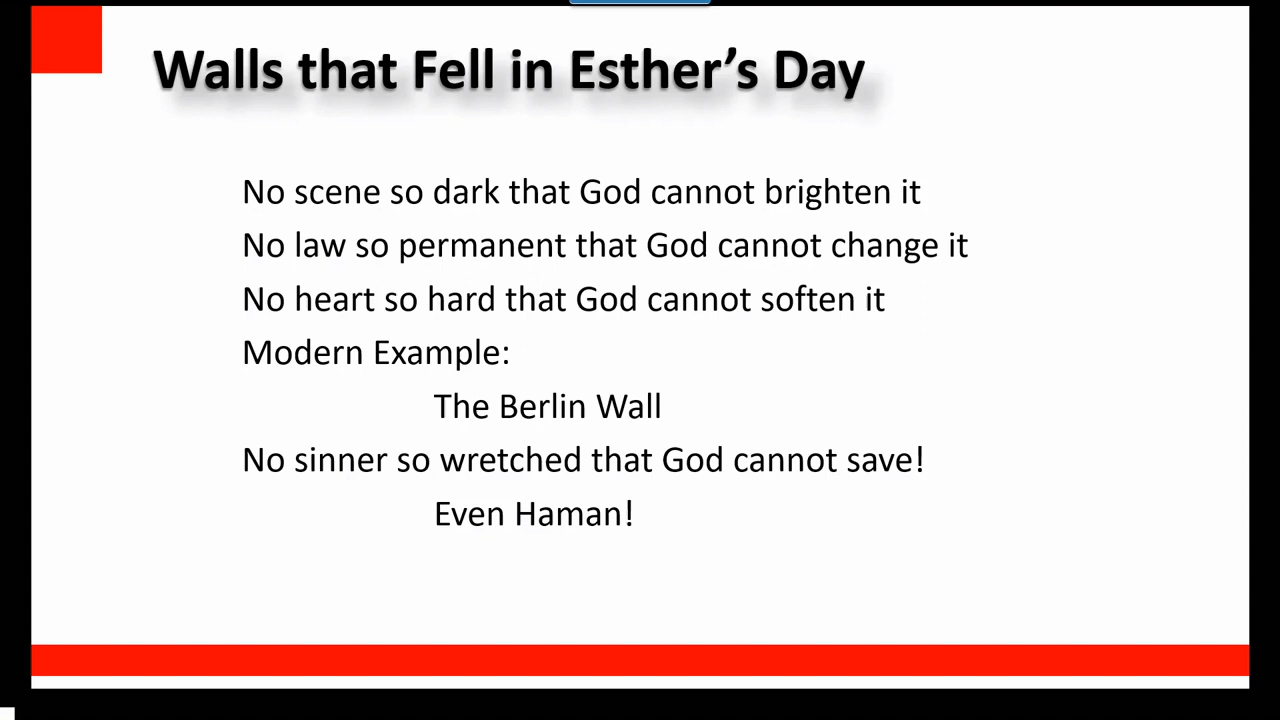 Walls that Fell in Esther’s Day
No scene so dark that God cannot brighten it
No law so permanent that God cannot change it
No heart so hard that God cannot soften it
Modern Example:
The Berlin Wall
No sinner so wretched that God cannot save!
Even Haman!